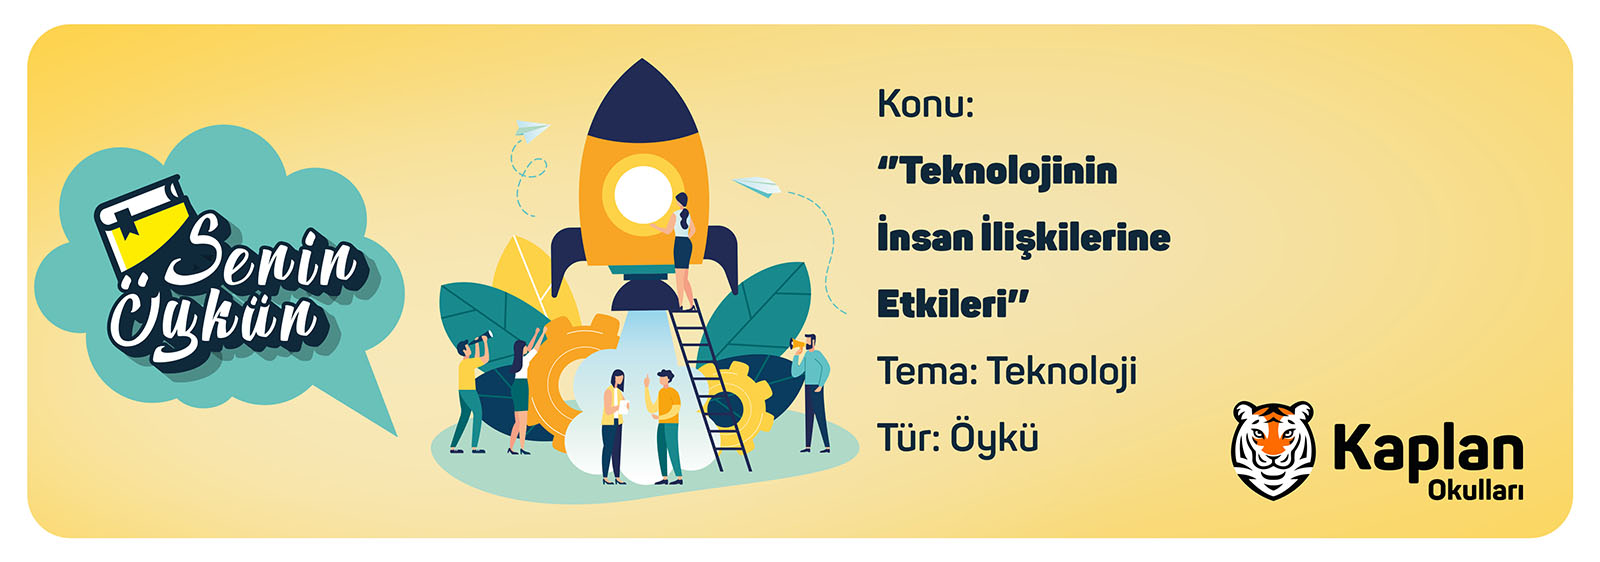 Senin
Öykün
Konu:
“Teknolojinin
İnsan İlişkilerine
Etkileri”
Tema: Teknoloji
Tür: Öykü
Kaplan
Okulları